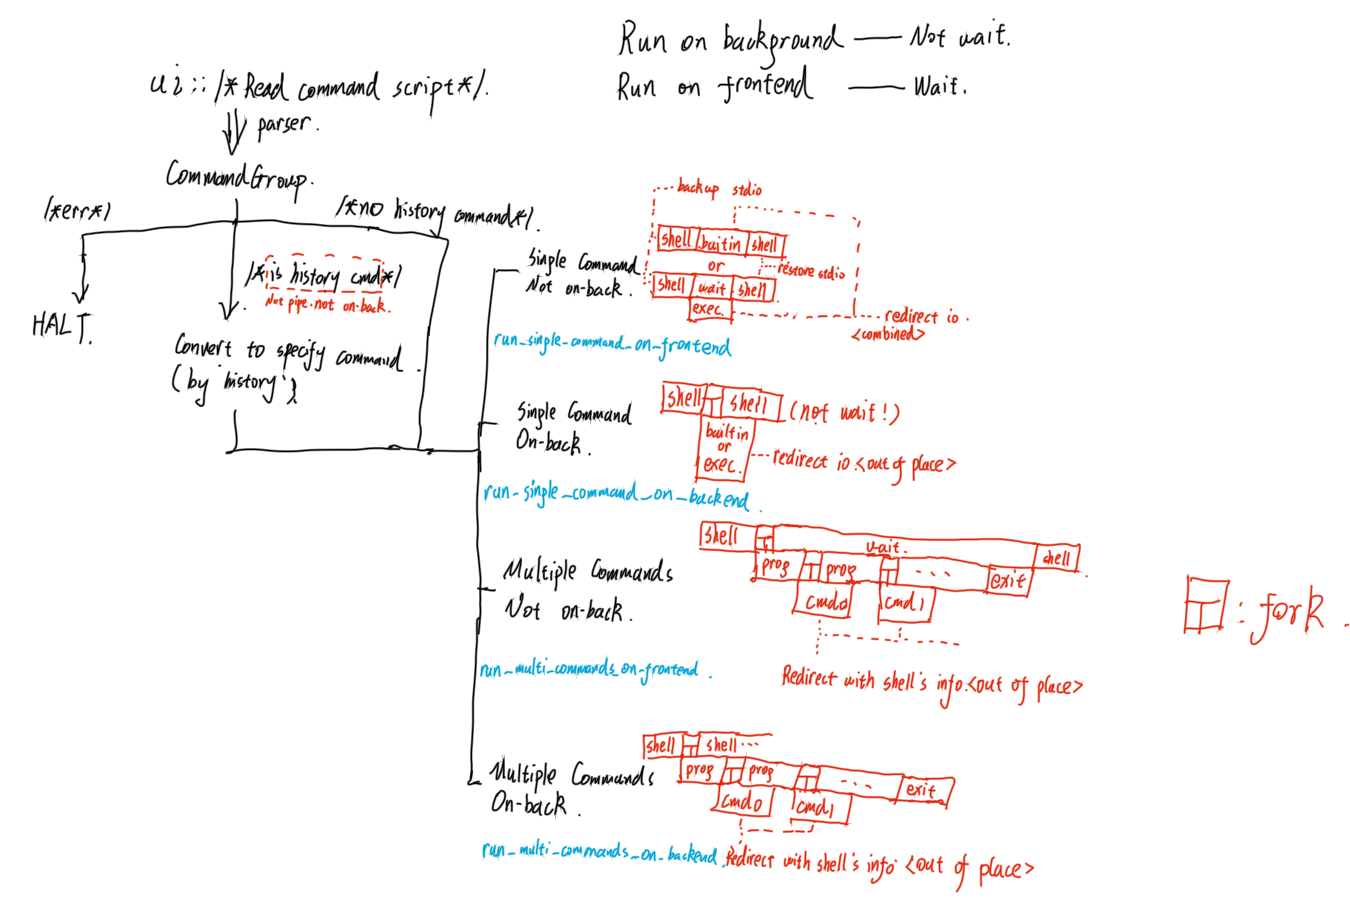 Run on background —— Not wait.
Run on frontend —— Wait.
ui:: /* Read command script */.
parser.
CommandGroup.
/*err*/
/*no history command*/.
/*is history cmd*/
Not pipe. not on-back.
HALT.
Convert to specify command.
(by 'history')
Single Command
Not on-back.
run_single_command_on_frontend
backup stdio
shell builtin shell
or
restore stdio
shell wait shell
exec.
redirect io.
<combined>
Single Command
On-back.
run_single_command_on_backend.
shell shell (not wait!)
builtin
or
exec.
redirect io.<out of place>
Multiple Commands
Not on-back.
run_multi_commands_on_frontend.
shell wait. shell
prog prog ... exit
cmd0 cmd1
Redirect with shell's info.<out of place>
: fork.
Multiple Commands
On-back.
run_multi_commands_on_backend.
shell shell ...
prog prog ... exit
cmd0 cmd1
Redirect with shell's info <out of place>